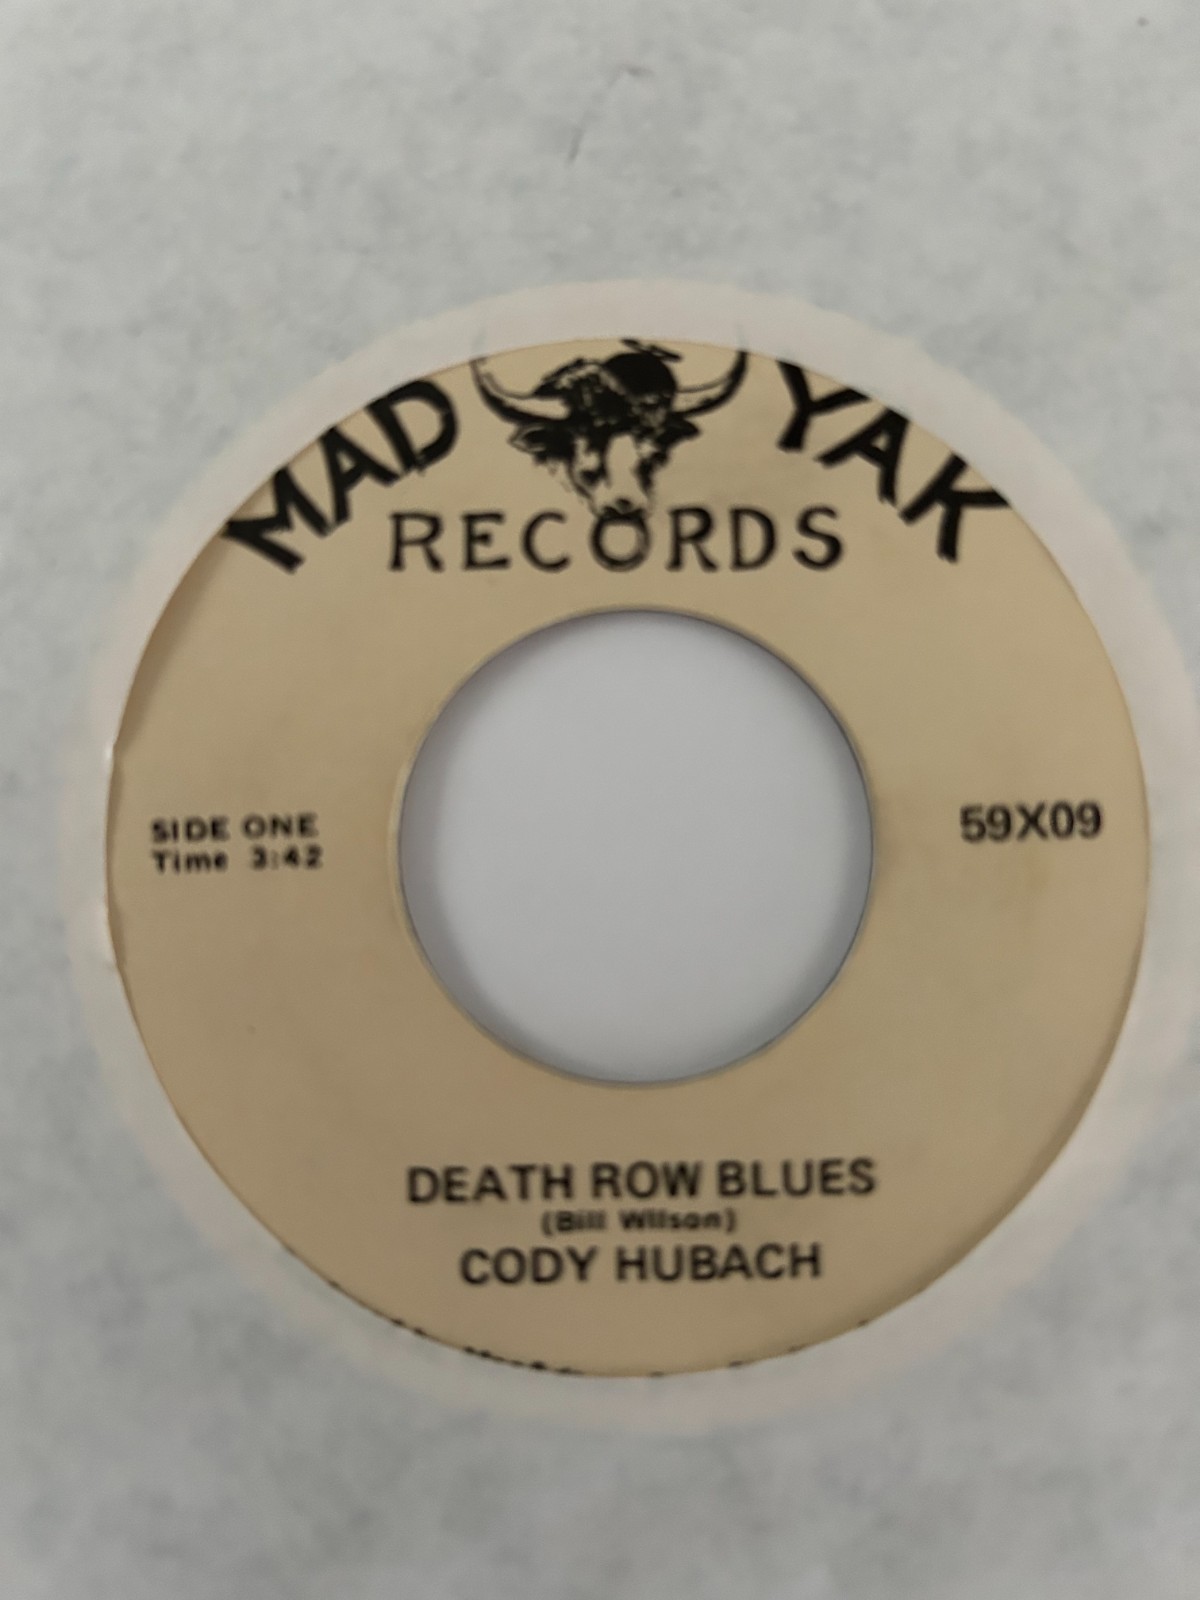 MAD YAK
RECORDS
SIDE ONE
Time 3:42
59X09
DEATH ROW BLUES
(Bill Wilson)
CODY HUBACH